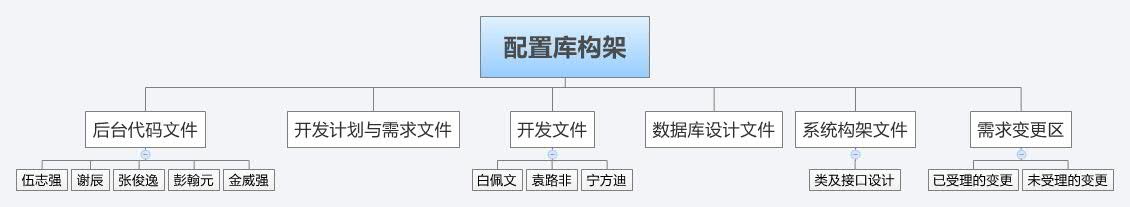 配置库构架
后台代码文件
开发计划与需求文件
开发文件
数据库设计文件
系统构架文件
需求变更区
伍志强
谢辰
张俊逸
彭翰元
金威强
白佩文
袁路非
宁方迪
类及接口设计
已受理的变更
未受理的变更